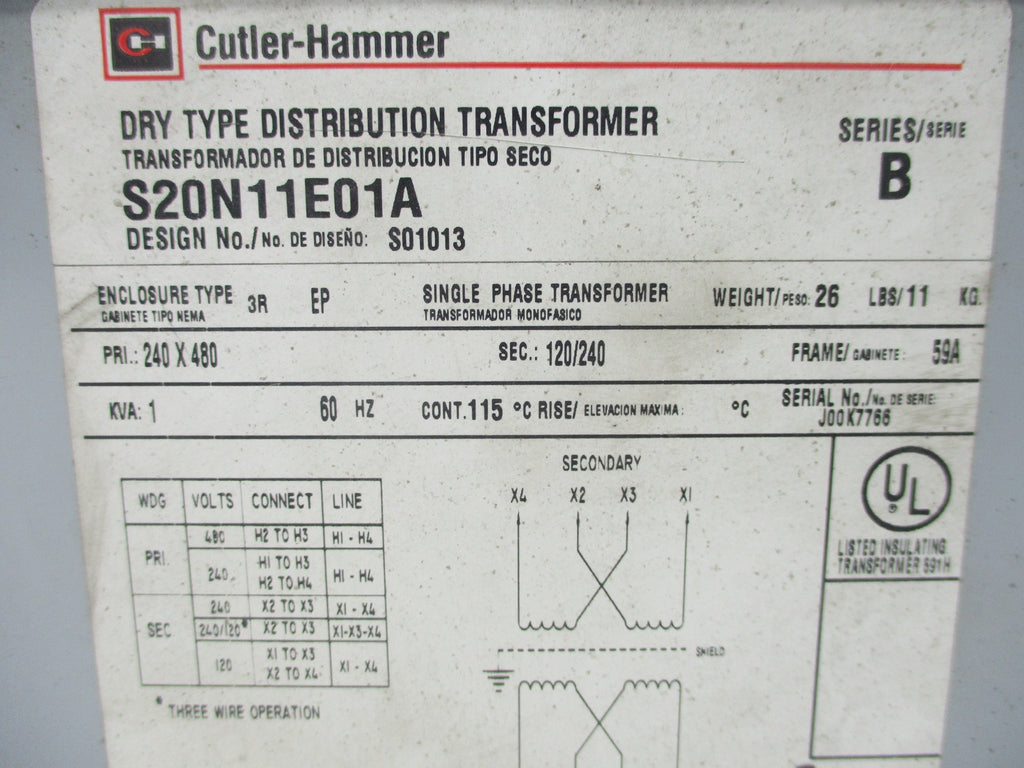 Cutler-Hammer
DRY TYPE DISTRIBUTION TRANSFORMER
TRANSFORMADOR DE DISTRIBUCION TIPO SECO
SERIES/SERIE
B
S20N11E01A
DESIGN No./No. DE DISEÑO: S01013
ENCLOSURE TYPE 3R EP SINGLE PHASE TRANSFORMER WEIGHT/PESO: 26 LBS/11 KG.
GABINETE TIPO NEMA TRANSFORMADOR MONOFASICO
PRI.: 240 X 480 SEC.: 120/240 FRAME/GABINETE: 59A
KVA: 1 60 HZ CONT. 115 °C RISE/ELEVACION MAXIMA: °C SERIAL No./No. DE SERIE:
J00K7766
WDG VOLTS CONNECT LINE
PRI. 480 H2 TO H3 H1 - H4
240 H1 TO H3
H2 TO H4 H1 - H4
SEC 240 X2 TO X3 X1 - X4
240/120* X2 TO X3 X1-X3-X4
120 X1 TO X3
X2 TO X4 X1 - X4
* THREE WIRE OPERATION
SECONDARY
X4 X2 X3 X1
SHIELD
UL
®
LISTED INSULATING
TRANSFORMER 591H